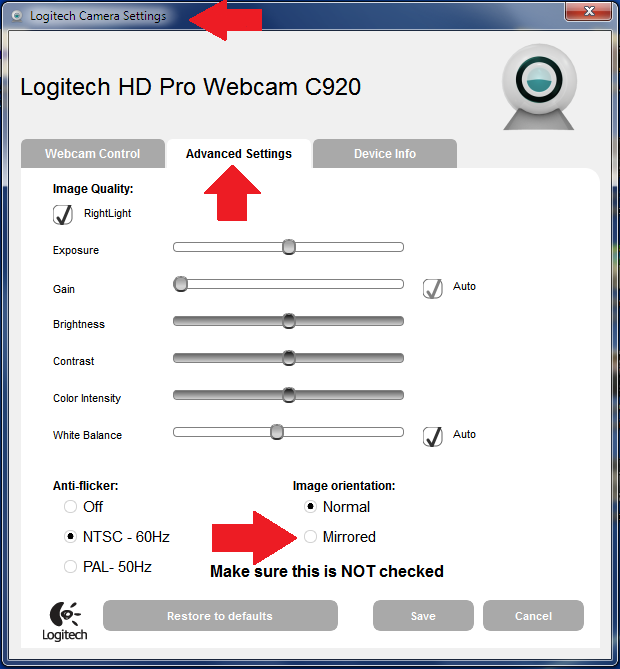 Logitech Camera Settings
Logitech HD Pro Webcam C920
Webcam Control Advanced Settings Device Info
Image Quality:
RightLight
Exposure
Gain Auto
Brightness
Contrast
Color Intensity
White Balance Auto
Anti-flicker: Image orientation:
Off Normal
NTSC - 60Hz Mirrored
PAL- 50Hz Make sure this is NOT checked
Logitech Restore to defaults Save Cancel